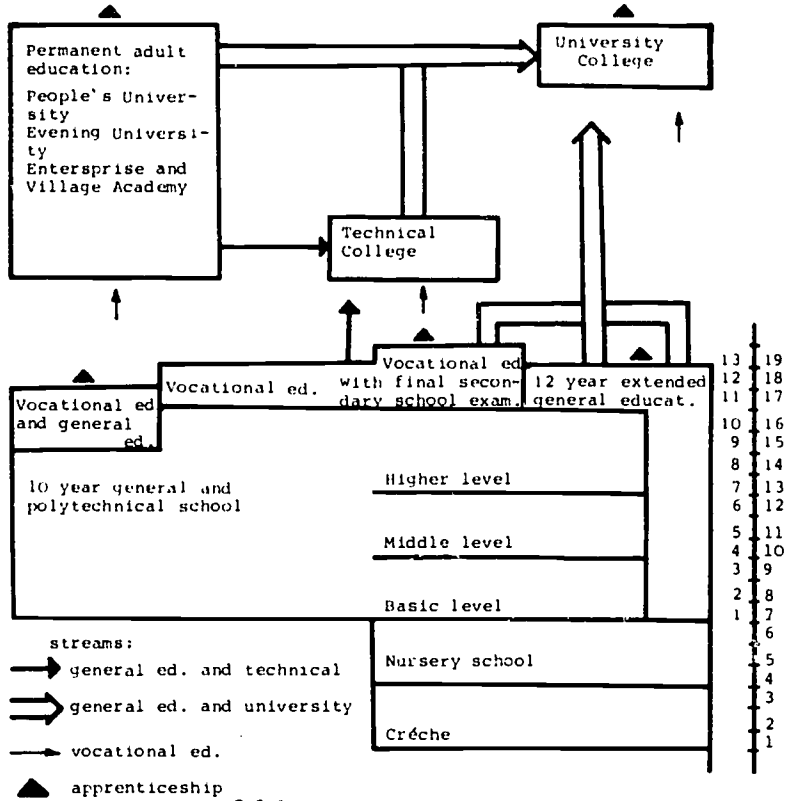 Permanent adult
education:
People's Univer-
sity
Evening Universi-
ty
Entersprise and
Village Academy
University
College
Technical
College
Vocational ed
and general
ed.
Vocational ed.
Vocational ed
with final secon-
dary school exam.
12 year extended
general educat.
10 year general and
polytechnical school
Higher level
Middle level
Basic level
Nursery school
Créche
13 19
12 18
11 17
10 16
9 15
8 14
7 13
6 12
5 11
4 10
3 9
2 8
1 7
6
5
4
3
2
1
streams:
general ed. and technical
general ed. and university
vocational ed.
apprenticeship